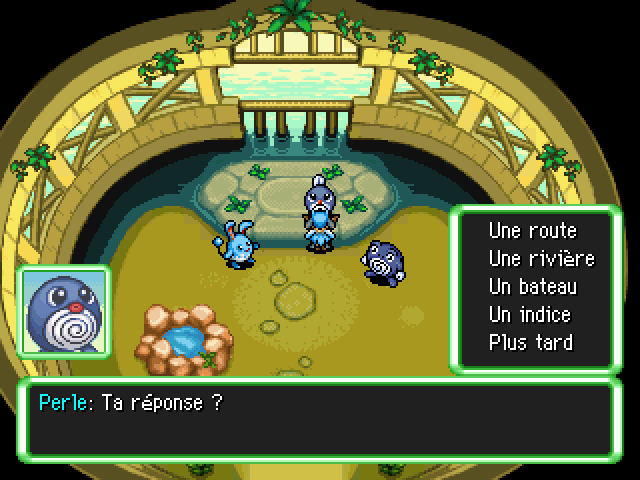 Une route
Une rivière
Un bateau
Un indice
Plus tard
Perle: Ta réponse ?